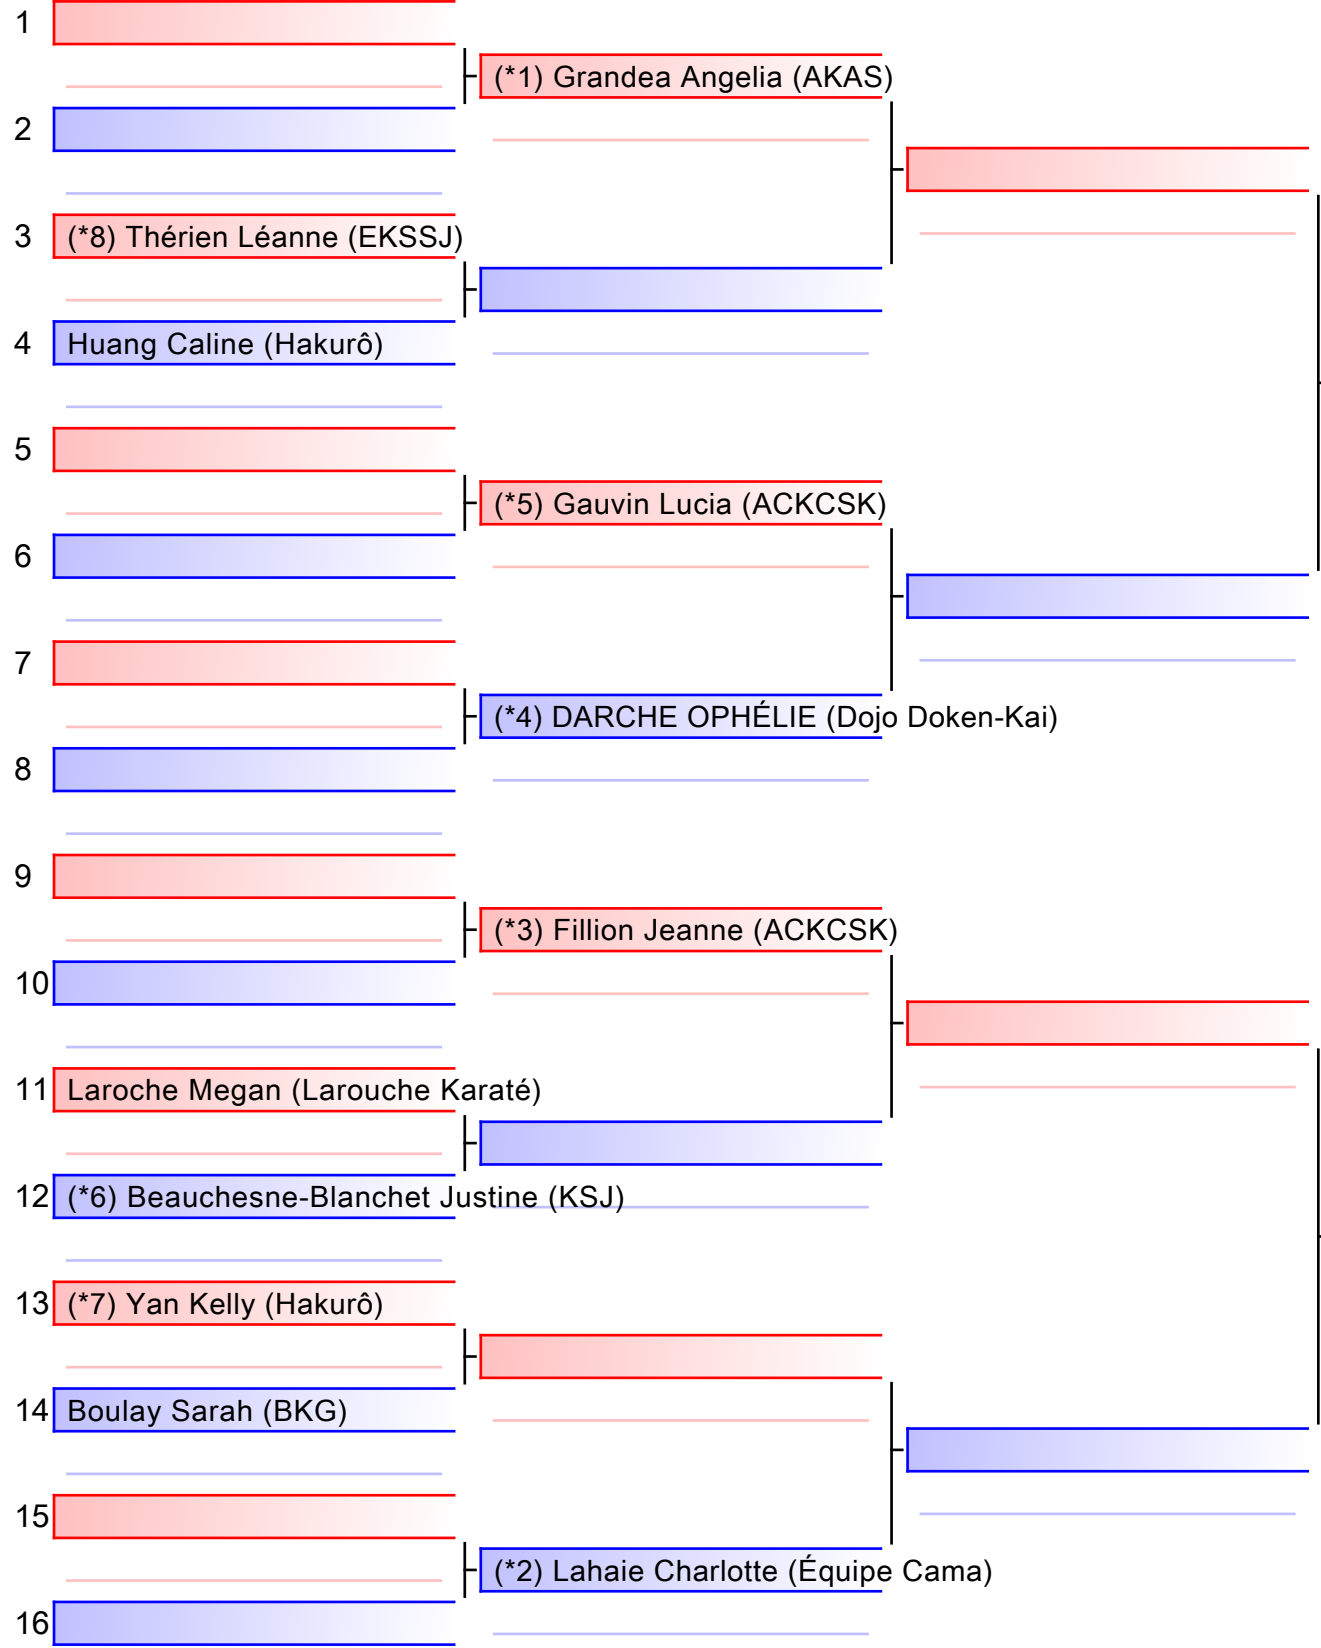 1
(*1) Grandea Angelia (AKAS)
2
3 (*8) Thérien Léanne (EKSSJ)
4 Huang Caline (Hakurô)
5
(*5) Gauvin Lucia (ACKCSK)
6
7
(*4) DARCHE OPHÉLIE (Dojo Doken-Kai)
8
9
(*3) Fillion Jeanne (ACKCSK)
10
11 Laroche Megan (Larouche Karaté)
12 (*6) Beauchesne-Blanchet Justine (KSJ)
13 (*7) Yan Kelly (Hakurô)
14 Boulay Sarah (BKG)
15
(*2) Lahaie Charlotte (Équipe Cama)
16